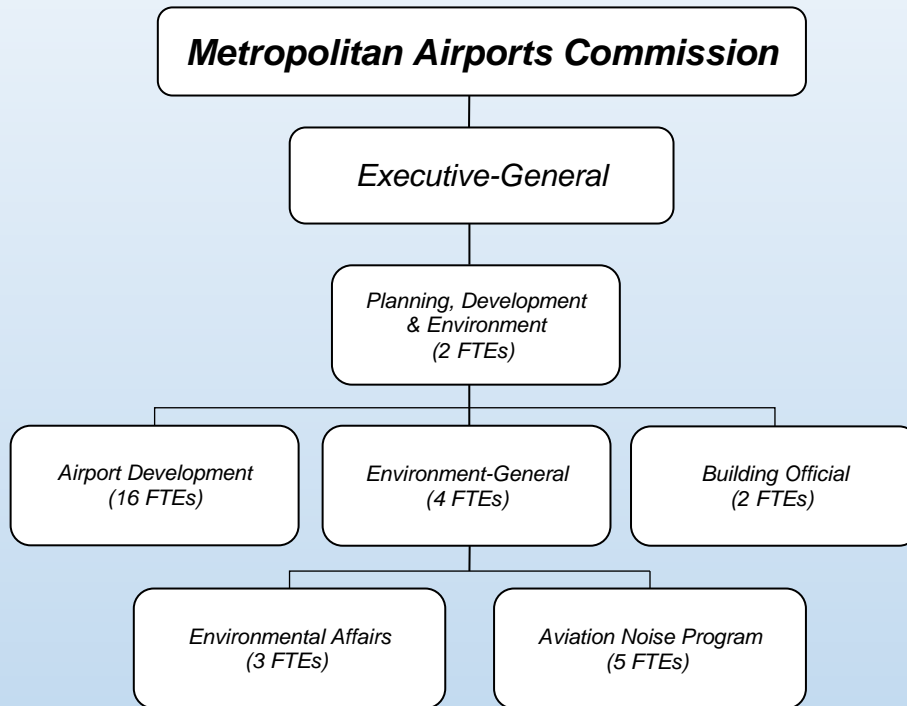 Metropolitan Airports Commission
Executive-General
Planning, Development
& Environment
(2 FTEs)
Airport Development
(16 FTEs)
Environment-General
(4 FTEs)
Building Official
(2 FTEs)
Environmental Affairs
(3 FTEs)
Aviation Noise Program
(5 FTEs)